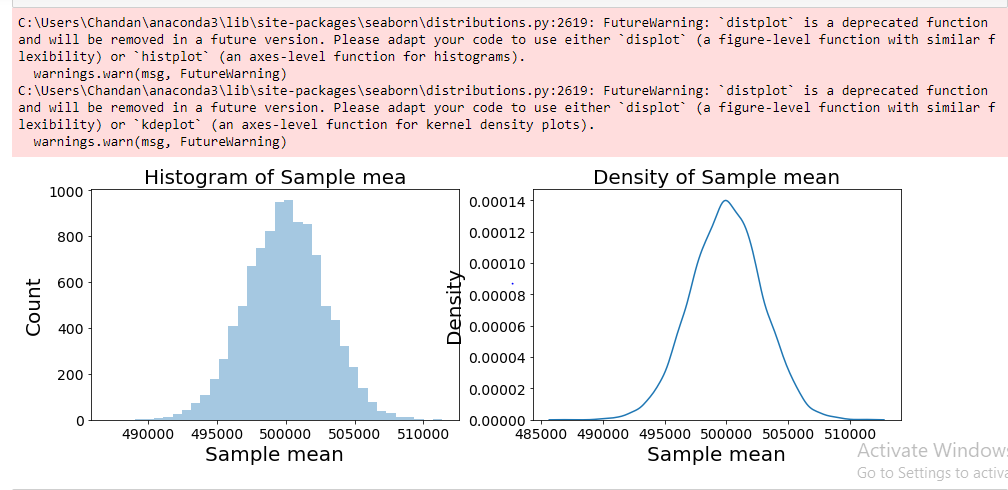 C:\Users\Chandan\anaconda3\lib\site-packages\seaborn\distributions.py:2619: FutureWarning: `distplot` is a deprecated function
and will be removed in a future version. Please adapt your code to use either `displot` (a figure-level function with similar f
lexibility) or `histplot` (an axes-level function for histograms).
warnings.warn(msg, FutureWarning)
C:\Users\Chandan\anaconda3\lib\site-packages\seaborn\distributions.py:2619: FutureWarning: `distplot` is a deprecated function
and will be removed in a future version. Please adapt your code to use either `displot` (a figure-level function with similar f
lexibility) or `kdeplot` (an axes-level function for kernel density plots).
warnings.warn(msg, FutureWarning)
Histogram of Sample mea
1000
800
600
400
200
0
Count
490000 495000 500000 505000 510000
Sample mean
Density of Sample mean
0.00014
0.00012
0.00010
0.00008
0.00006
0.00004
0.00002
0.00000
Density
485000 490000 495000 500000 505000 510000
Sample mean
Activate Windows
Go to Settings to activa